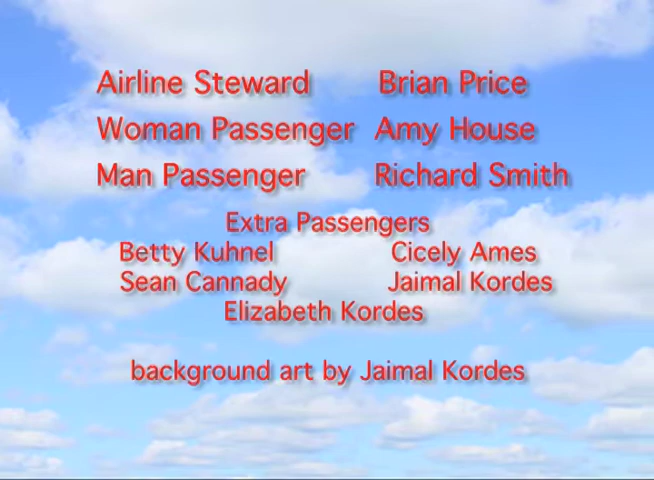 Airline Steward Brian Price
Woman Passenger Amy House
Man Passenger Richard Smith
Extra Passengers
Betty Kuhnel Cicely Ames
Sean Cannady Jaimal Kordes
Elizabeth Kordes
background art by Jaimal Kordes